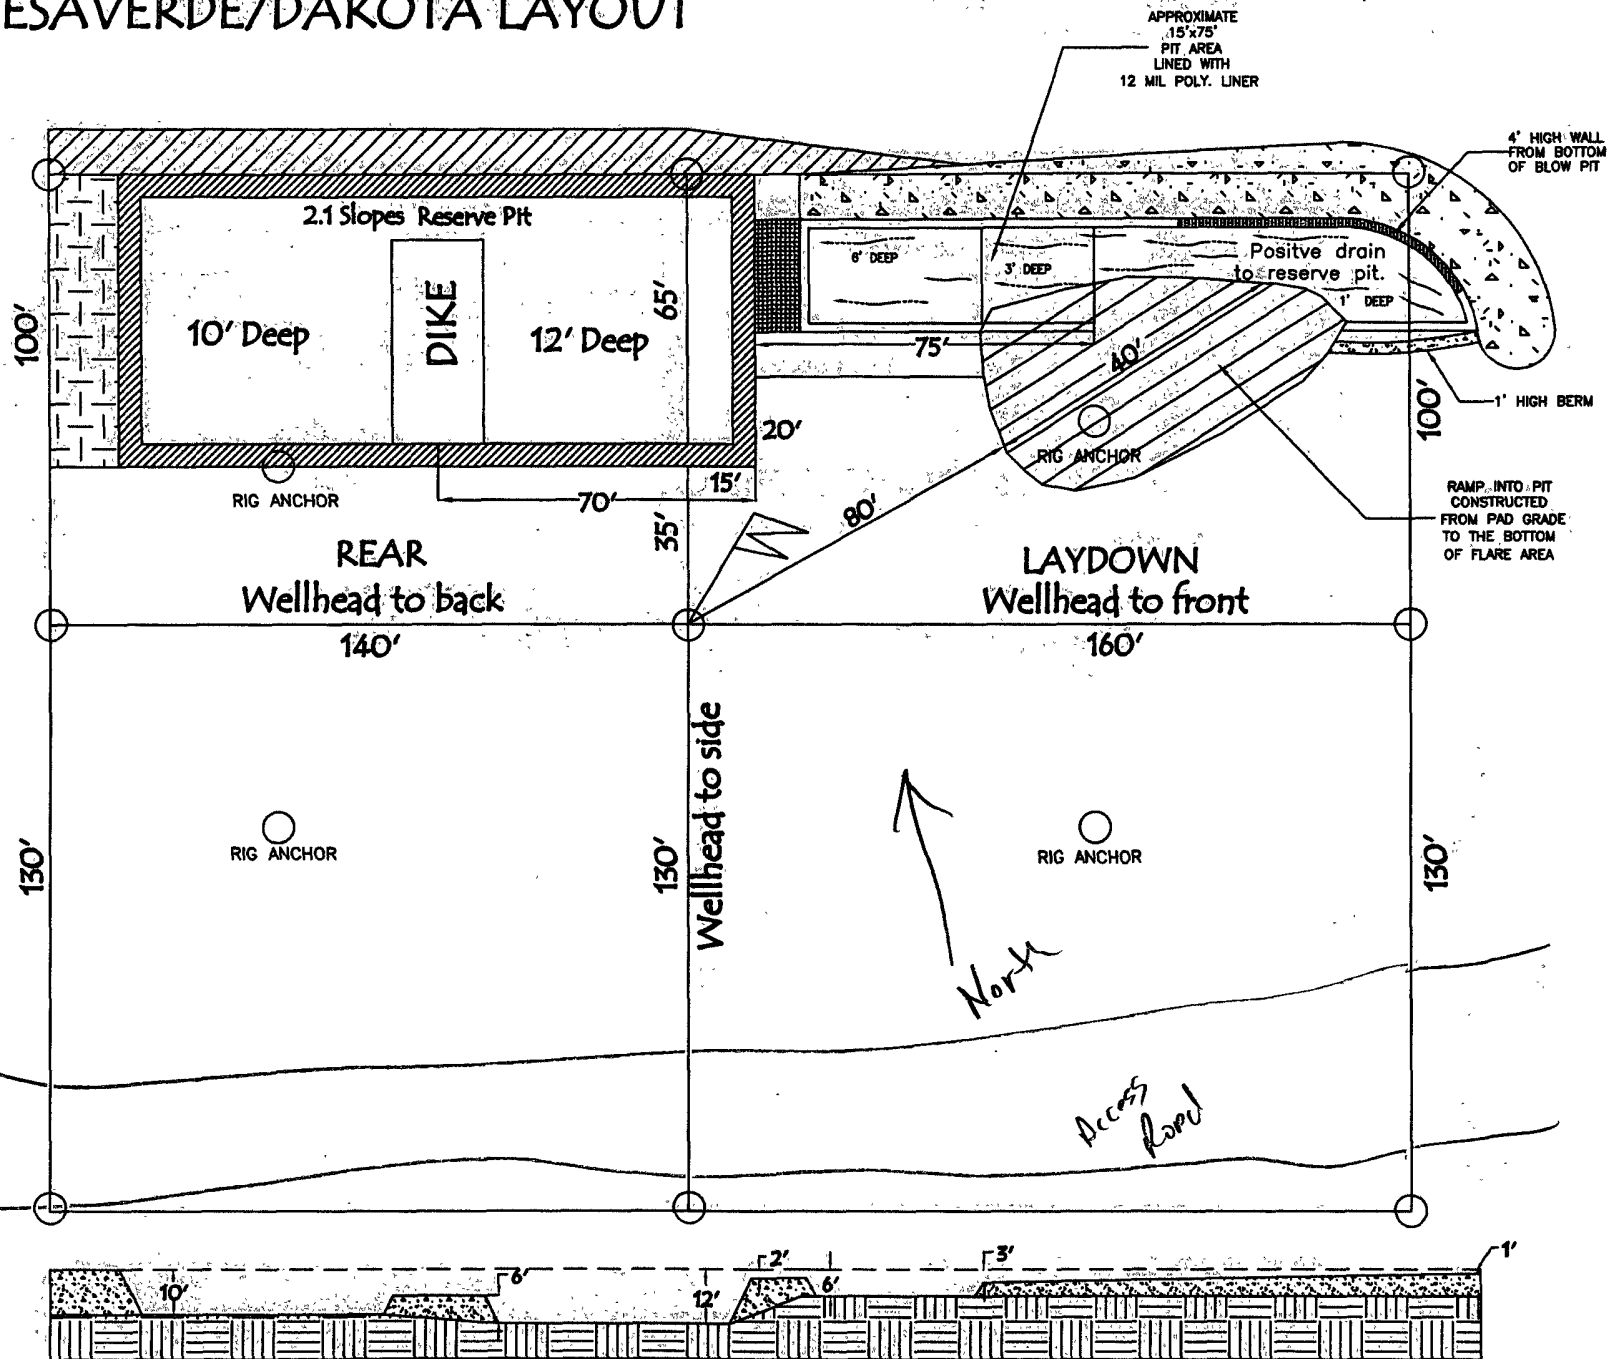 ESAVERDE/DAKOTA LAYOUT
APPROXIMATE
15'x75'
PIT AREA
LINED WITH
12 MIL POLY. LINER
4' HIGH WALL
FROM BOTTOM
OF BLOW PIT
2.1 Slopes Reserve Pit
6' DEEP
3' DEEP
Positve drain
to reserve pit.
1' DEEP
100'
10' Deep
DIKE
12' Deep
65'
75'
40'
1' HIGH BERM
100'
20'
RIG ANCHOR
RIG ANCHOR
15'
70'
35'
80'
RAMP INTO PIT
CONSTRUCTED
FROM PAD GRADE
TO THE BOTTOM
OF FLARE AREA
REAR
Wellhead to back
140'
LAYDOWN
Wellhead to front
160'
Wellhead to side
130'
130'
130'
RIG ANCHOR
RIG ANCHOR
North
Access
Road
10'
6'
12'
2'
6'
3'
4'
1'